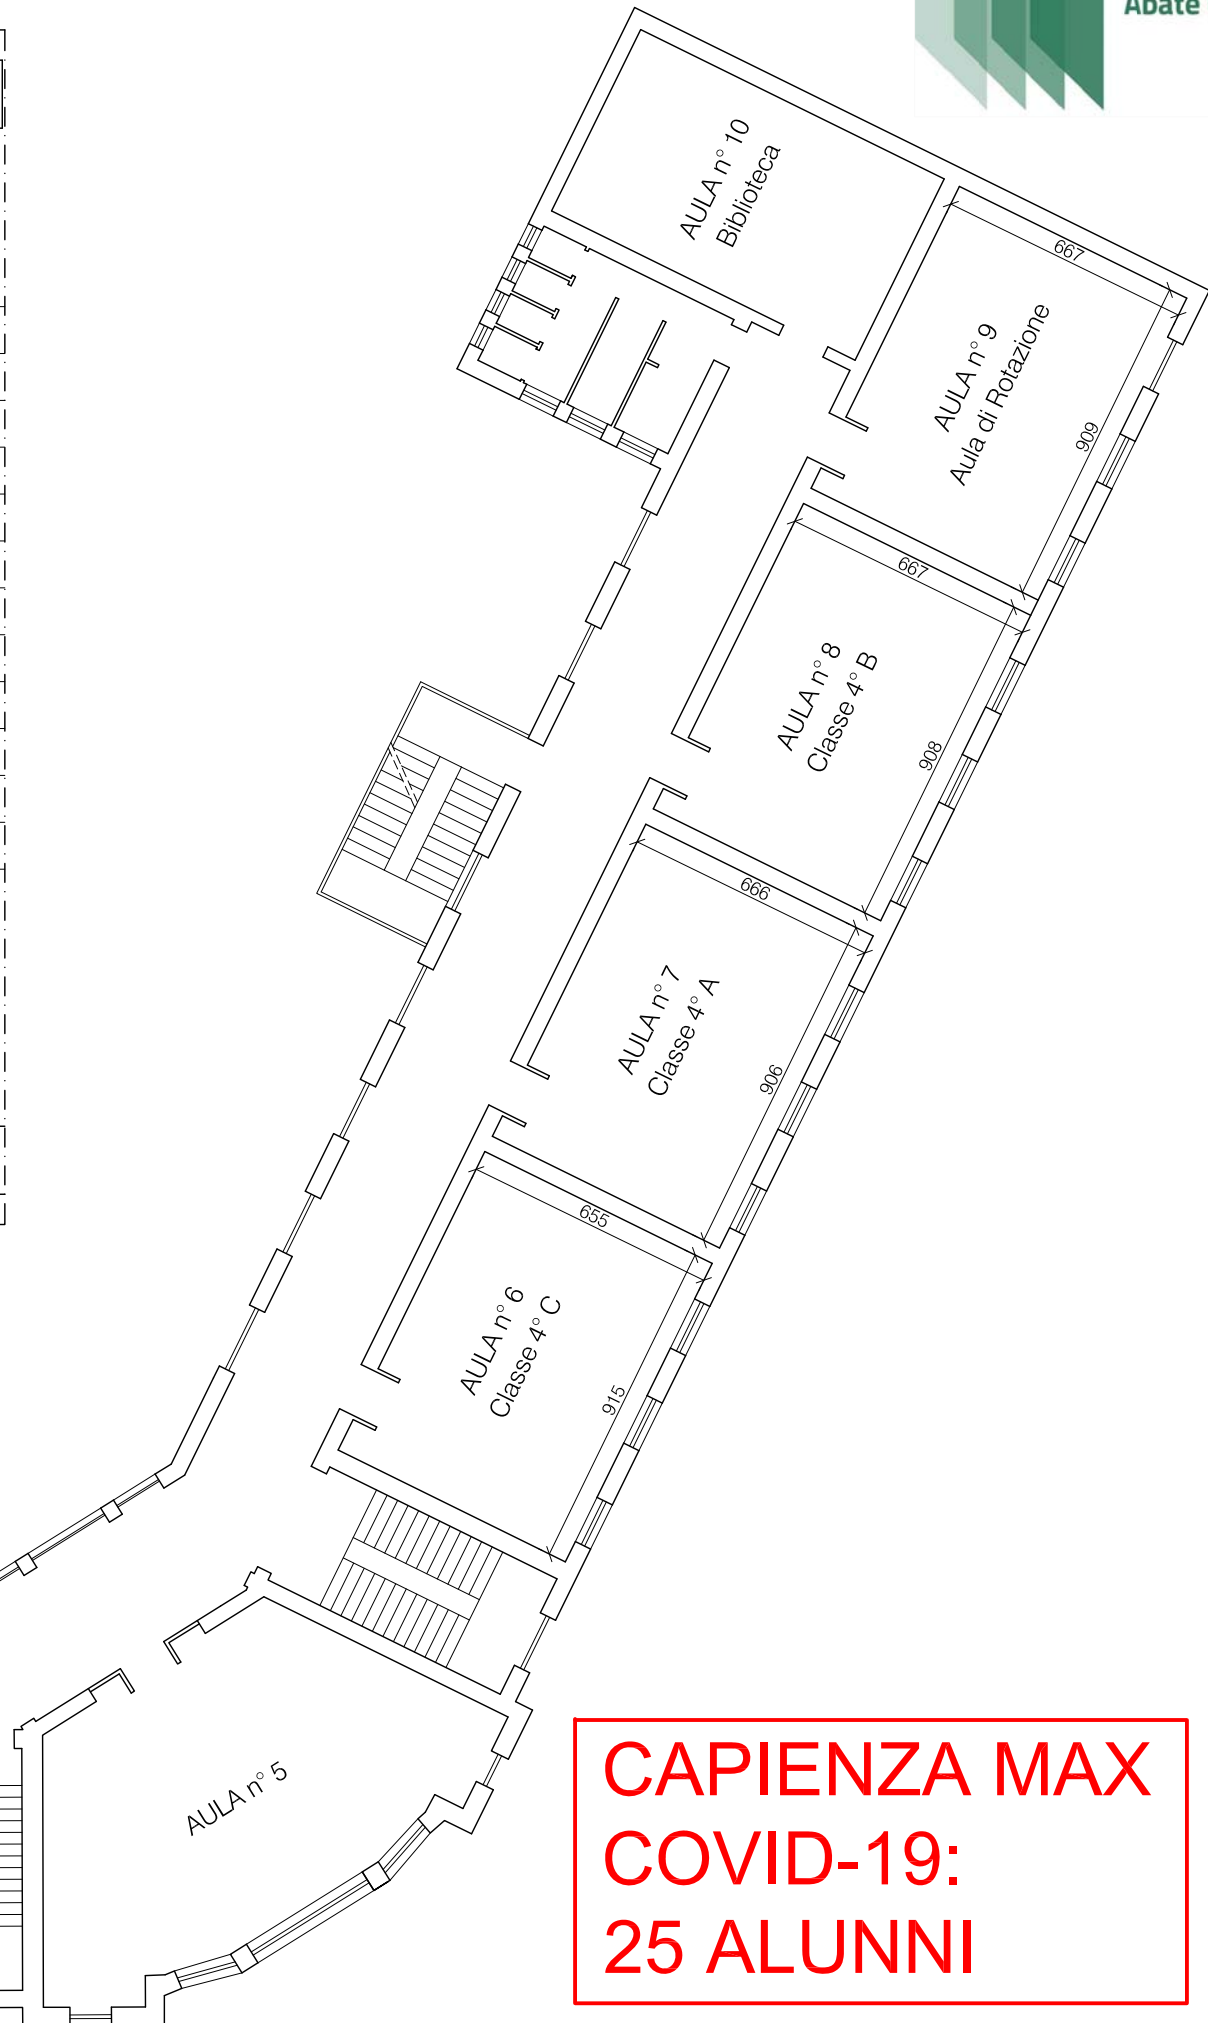 Abate
AULA n° 10
Biblioteca
667
AULA n° 9
Aula di Rotazione
909
667
AULA n° 8
Classe 4° B
908
666
AULA n° 7
Classe 4° A
906
655
AULA n° 6
Classe 4° C
915
AULA n° 5
CAPIENZA MAX
COVID-19:
25 ALUNNI